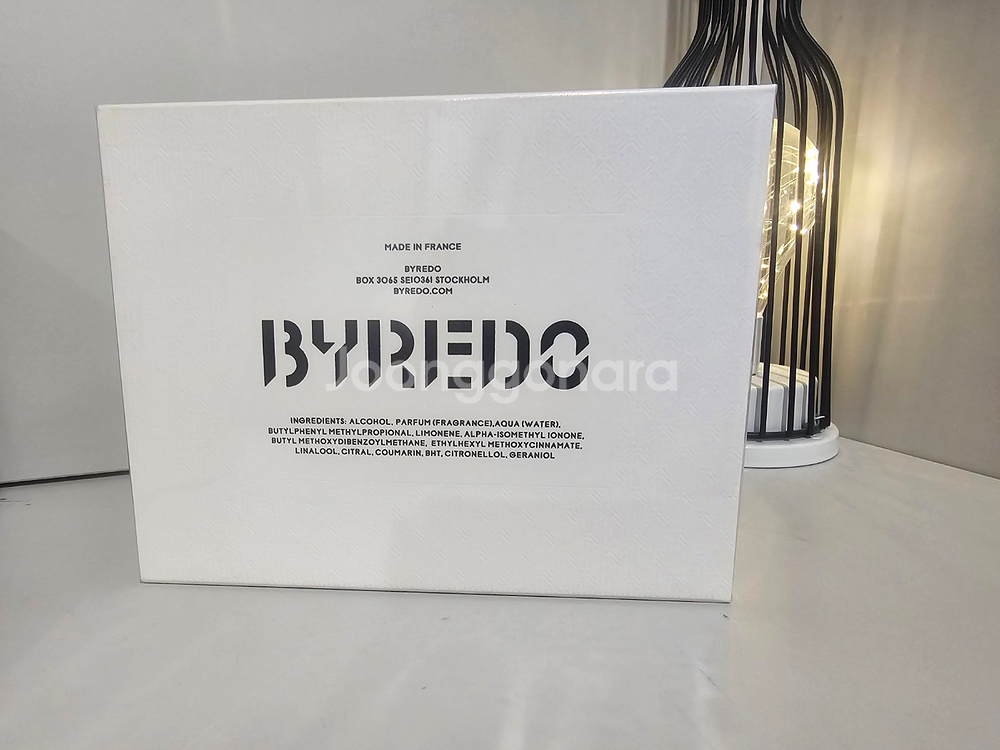 MADE IN FRANCE
BYREDO
BOX 3065 SE10361 STOCKHOLM
BYREDO.COM
BYREDO
Joonggonara
INGREDIENTS: ALCOHOL, PARFUM (FRAGRANCE),AQUA (WATER),
BUTYLPHENYL METHYLPROPIONAL, LIMONENE, ALPHA-ISOMETHYL IONONE,
BUTYL METHOXYDIBENZOYLMETHANE, ETHYLHEXYL METHOXYCINNAMATE,
LINALOOL, CITRAL, COUMARIN, BHT, CITRONELLOL, GERANIOL